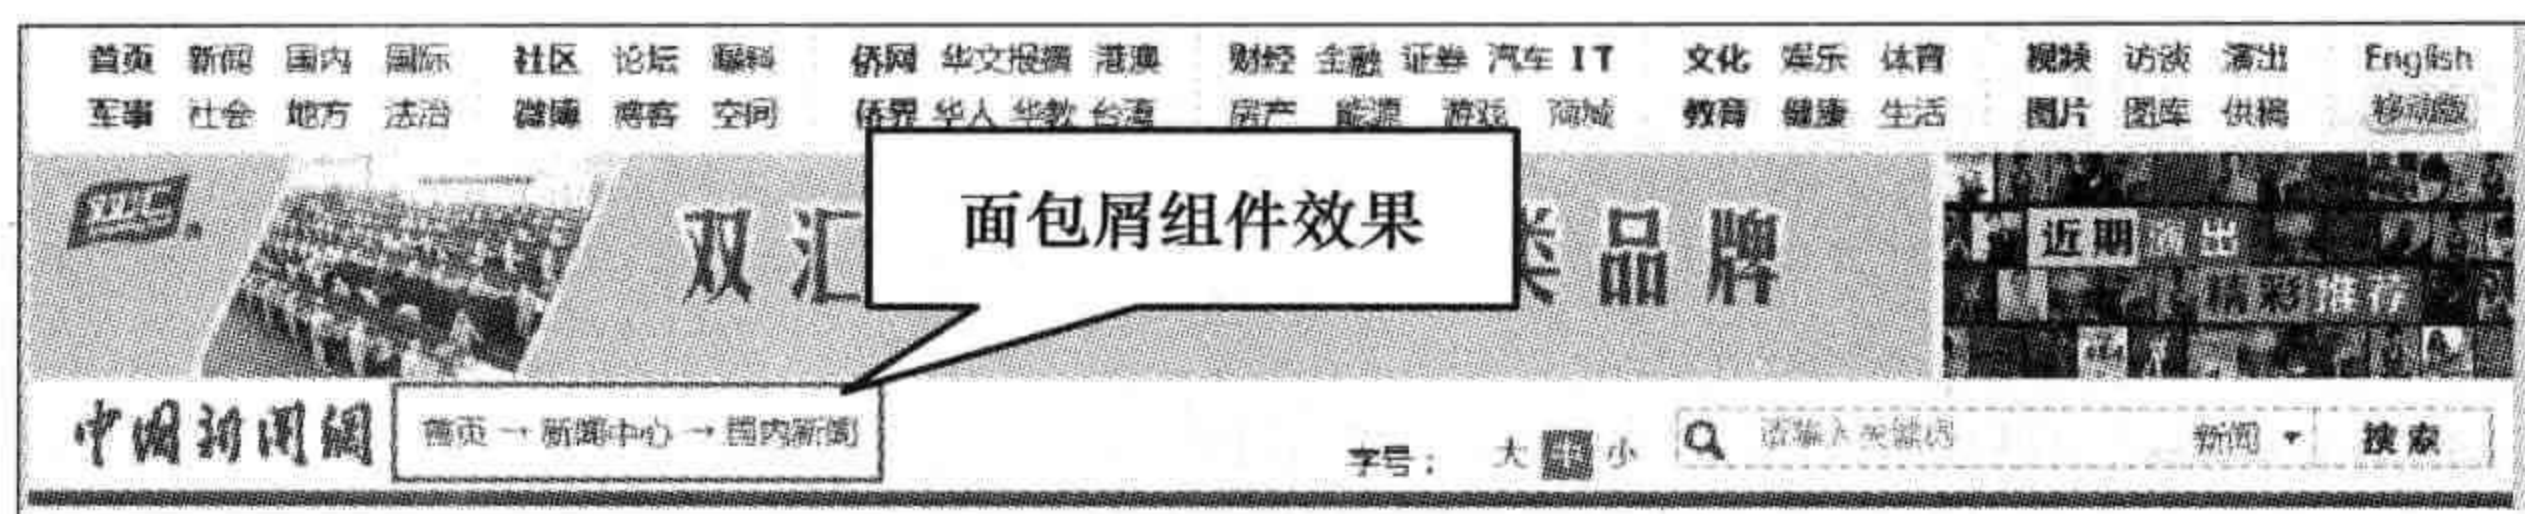 首页 新闻 国内 国际 社区 论坛 爆料 侨网 华文报摘 港澳 财经 金融 证券 汽车 IT 文化 娱乐 体育 视频 访谈 演出 English
军事 社会 地方 法治 微博 博客 空间 侨界 华人 华教 台湾 房产 能源 游戏 商城 教育 健康 生活 图片 图库 供稿 移动版
双汇
双汇 类品牌
面包屑组件效果
近期演出
精彩推荐
中国新闻網 首页 → 新闻中心 → 国内新闻
字号: 大 中 小 请输入关键词 新闻 搜索